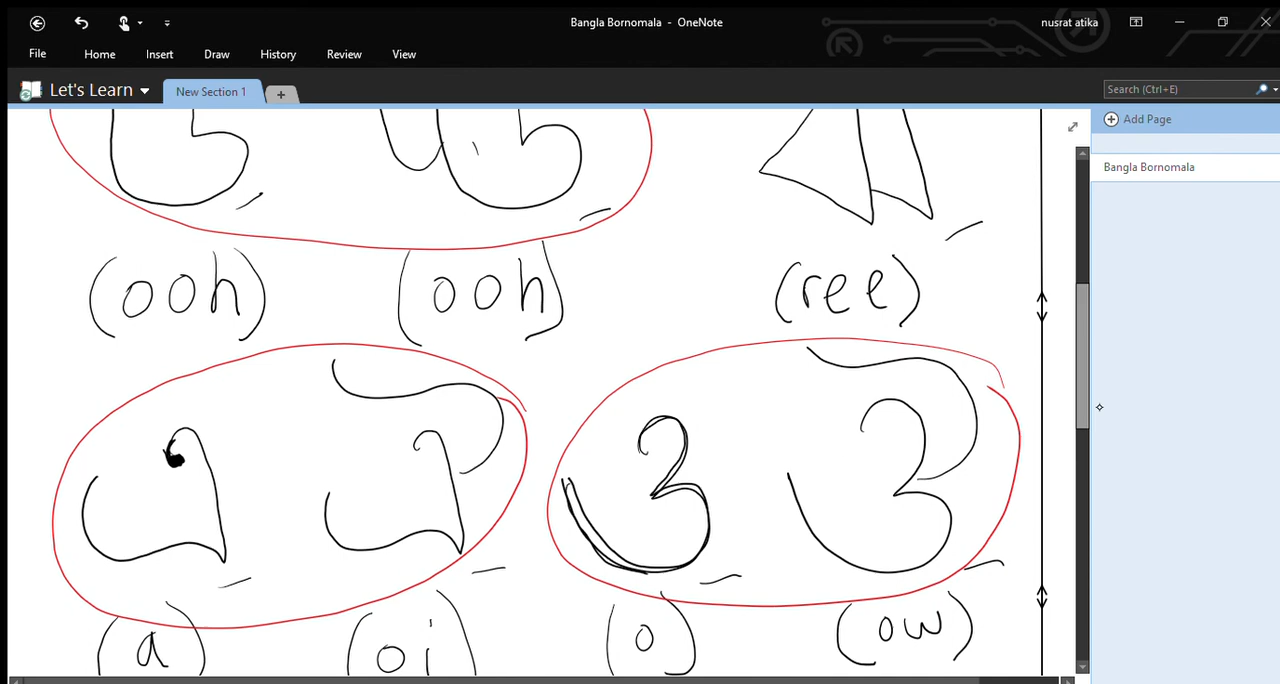 Bangla Bornomala - OneNote
nusrat atika
File Home Insert Draw History Review View
Let's Learn New Section 1
Search (Ctrl+E)
Add Page
Bangla Bornomala
(ooh) (ooh) (ree)
এ ঐ ও ঔ
(a) (oi) (o) (ow)